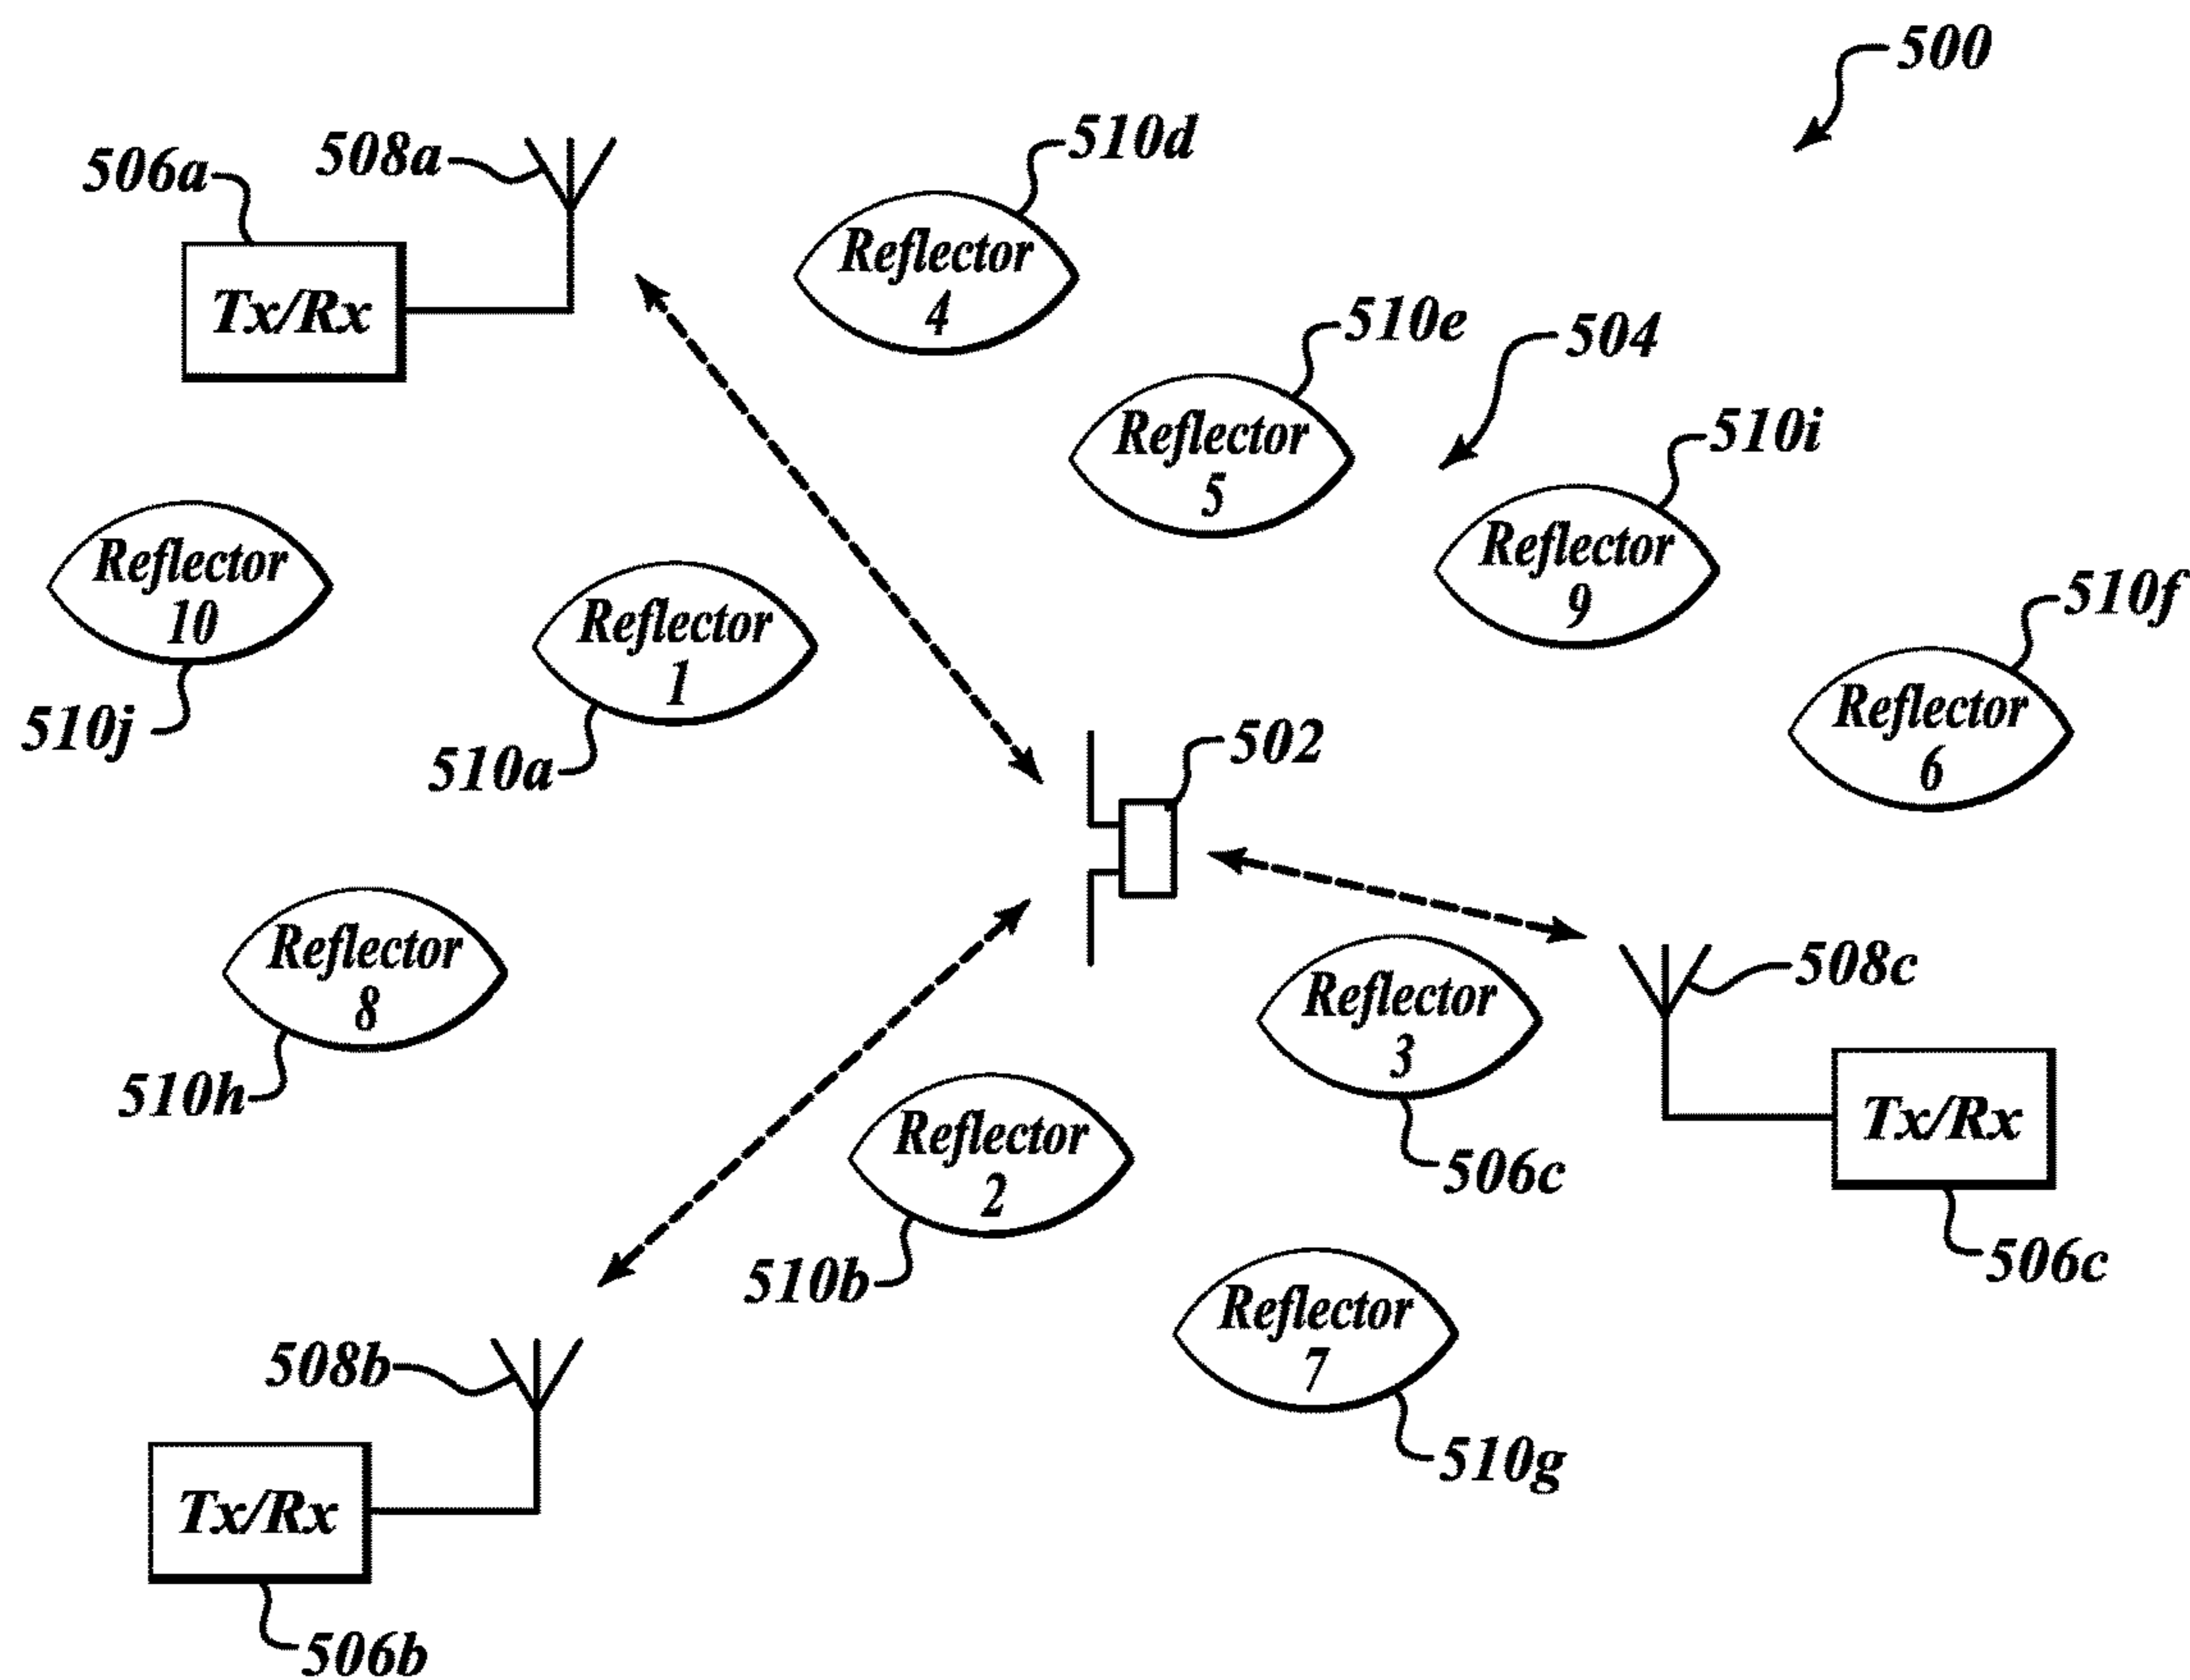 500
510d
508a
506a
Reflector
4
Tx/Rx
510e
504
510i
Reflector
5
Reflector
9
Reflector
10
510f
Reflector
1
Reflector
6
510j
510a
502
Reflector
8
508c
Reflector
3
510h
Tx/Rx
Reflector
2
506c
506c
510b
Reflector
7
508b
510g
Tx/Rx
506b